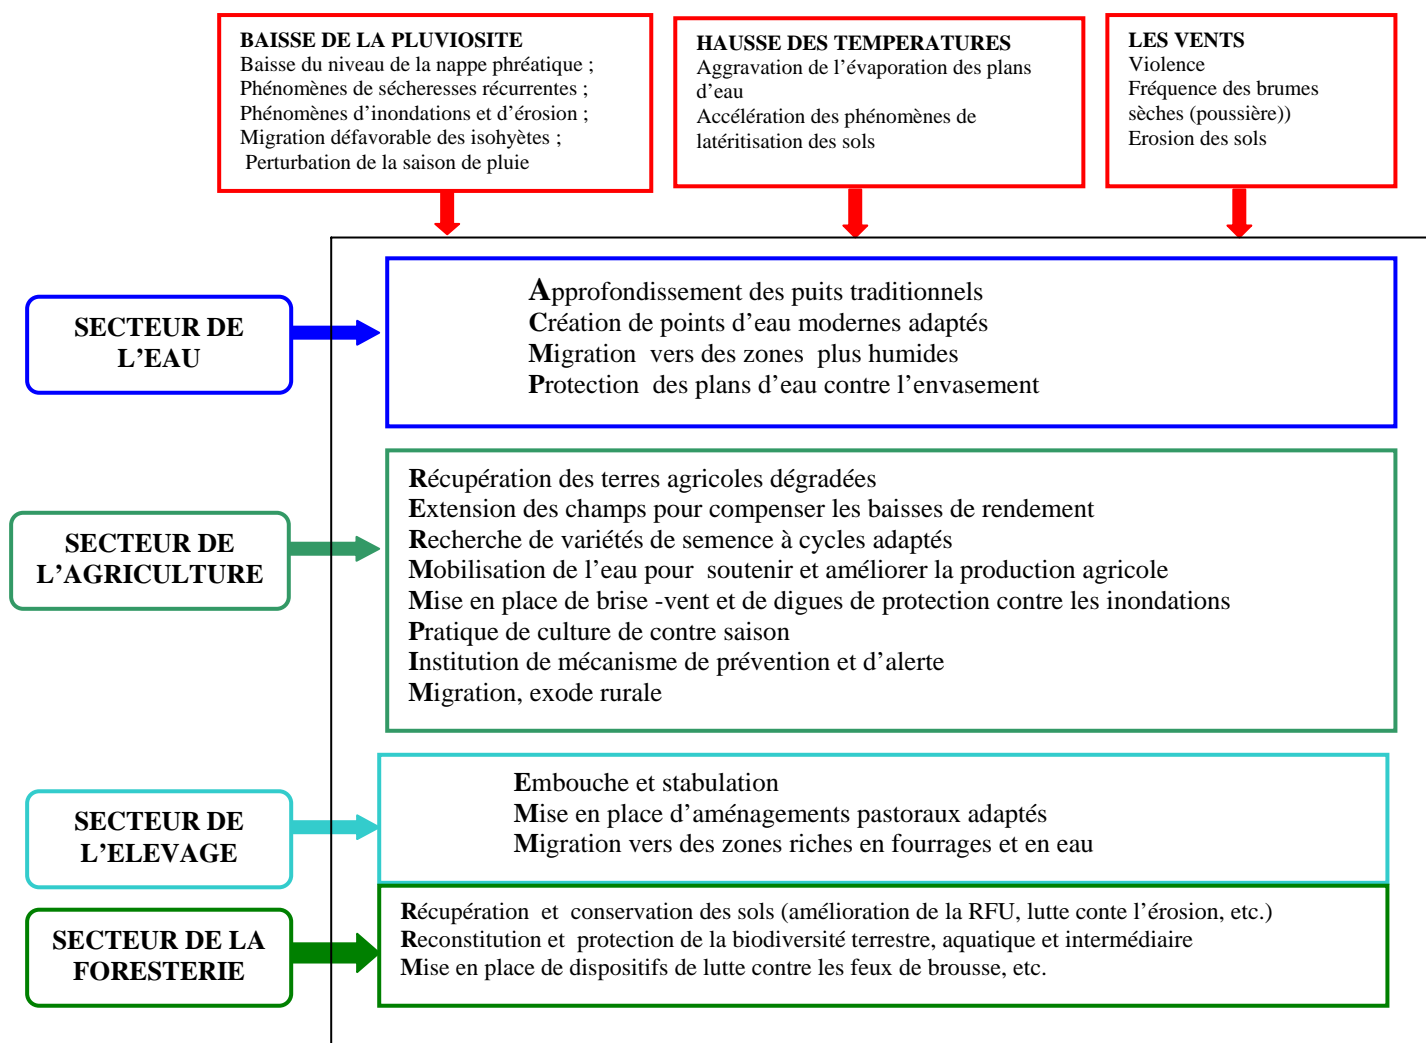 BAISSE DE LA PLUVIOSITE
Baisse du niveau de la nappe phréatique ;
Phénomènes de sécheresses récurrentes ;
Phénomènes d’inondations et d’érosion ;
Migration défavorable des isohyètes ;
Perturbation de la saison de pluie
HAUSSE DES TEMPERATURES
Aggravation de l’évaporation des plans
d’eau
Accélération des phénomènes de
latéritisation des sols
LES VENTS
Violence
Fréquence des brumes
sèches (poussière))
Erosion des sols
SECTEUR DE
L’EAU
Approfondissement des puits traditionnels
Création de points d’eau modernes adaptés
Migration vers des zones plus humides
Protection des plans d’eau contre l’envasement
SECTEUR DE
L’AGRICULTURE
Récupération des terres agricoles dégradées
Extension des champs pour compenser les baisses de rendement
Recherche de variétés de semence à cycles adaptés
Mobilisation de l’eau pour soutenir et améliorer la production agricole
Mise en place de brise -vent et de digues de protection contre les inondations
Pratique de culture de contre saison
Institution de mécanisme de prévention et d’alerte
Migration, exode rurale
SECTEUR DE
L’ELEVAGE
Embouche et stabulation
Mise en place d’aménagements pastoraux adaptés
Migration vers des zones riches en fourrages et en eau
SECTEUR DE LA
FORESTERIE
Récupération et conservation des sols (amélioration de la RFU, lutte conte l’érosion, etc.)
Reconstitution et protection de la biodiversité terrestre, aquatique et intermédiaire
Mise en place de dispositifs de lutte contre les feux de brousse, etc.